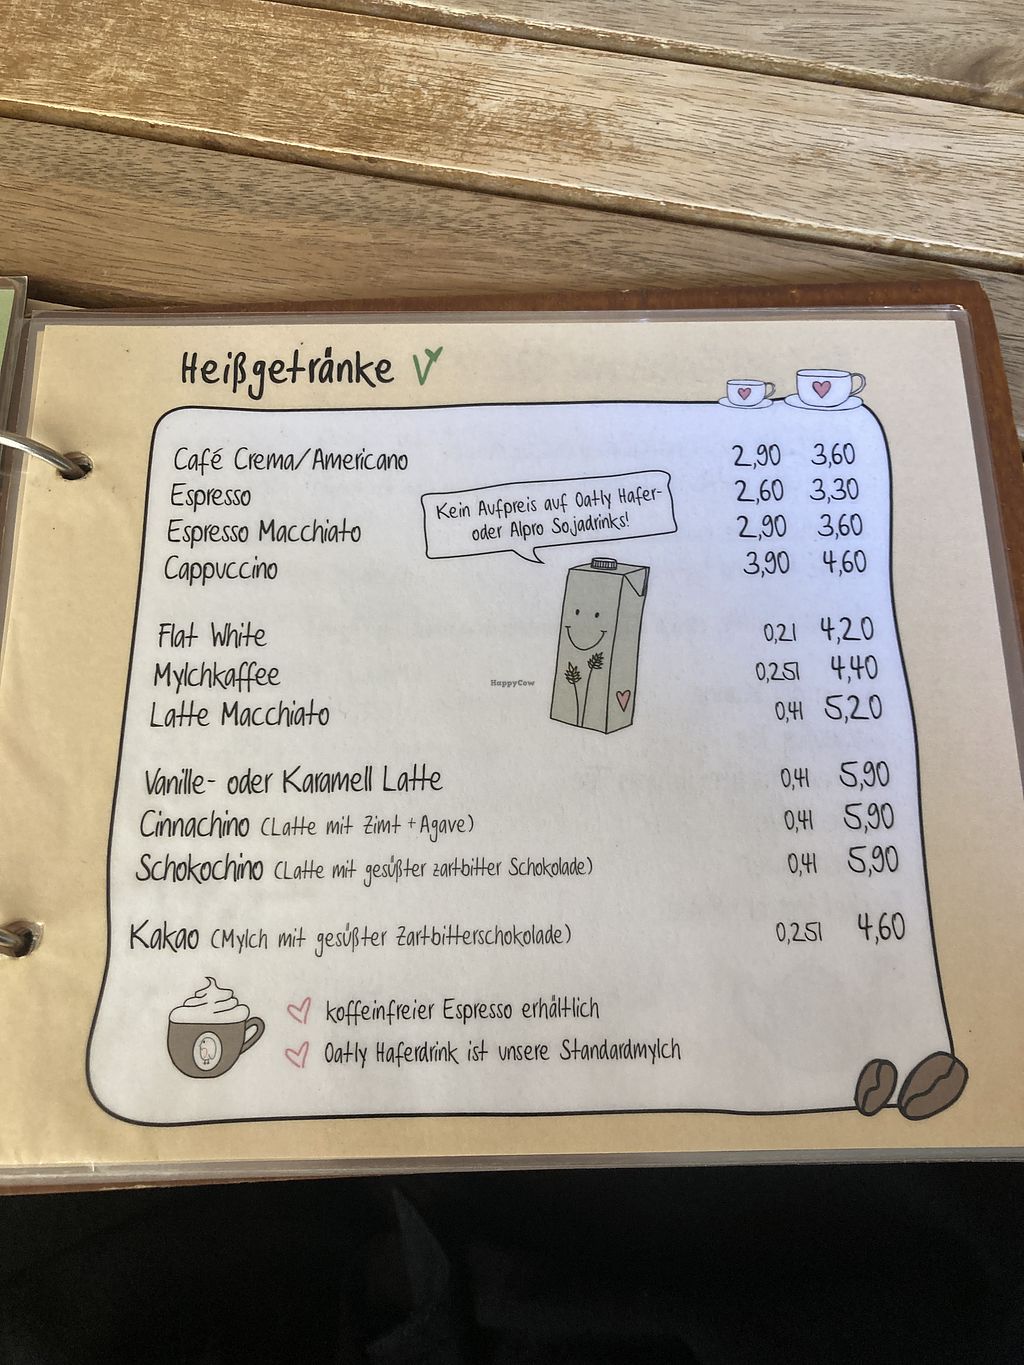 Heißgetränke V
Café Crema/Americano 2,90 3,60
Espresso 2,60 3,30
Kein Aufpreis auf Oatly Hafer-
oder Alpro Sojadrinks!
Espresso Macchiato 2,90 3,60
Cappuccino 3,90 4,60
Flat White 0,2l 4,20
Mylchkaffee 0,25l 4,40
HappyCow
Latte Macchiato 0,4l 5,20
Vanille- oder Karamell Latte 0,4l 5,90
Cinnachino (Latte mit Zimt + Agave) 0,4l 5,90
Schokochino (Latte mit gesüßter zartbitter Schokolade) 0,4l 5,90
Kakao (Mylch mit gesüßter Zartbitterschokolade) 0,25l 4,60
koffeinfreier Espresso erhältlich
Oatly Haferdrink ist unsere Standardmylch